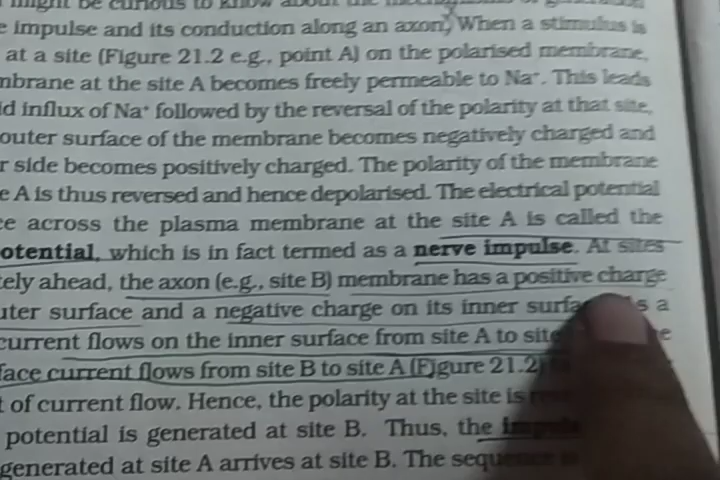 might be curious to know about the
e impulse and its conduction along an axon, When a stimulus is
at a site (Figure 21.2 e.g., point A) on the polarised membrane,
mbrane at the site A becomes freely permeable to Na⁺. This leads
id influx of Na⁺ followed by the reversal of the polarity at that site,
outer surface of the membrane becomes negatively charged and
r side becomes positively charged. The polarity of the membrane
e A is thus reversed and hence depolarised. The electrical potential
ce across the plasma membrane at the site A is called the
otential, which is in fact termed as a nerve impulse. At sites
tely ahead, the axon (e.g., site B) membrane has a positive charge
uter surface and a negative charge on its inner surfa s a
current flows on the inner surface from site A to site e
face current flows from site B to site A (Figure 21.2)
t of current flow. Hence, the polarity at the site is
potential is generated at site B. Thus, the
generated at site A arrives at site B. The